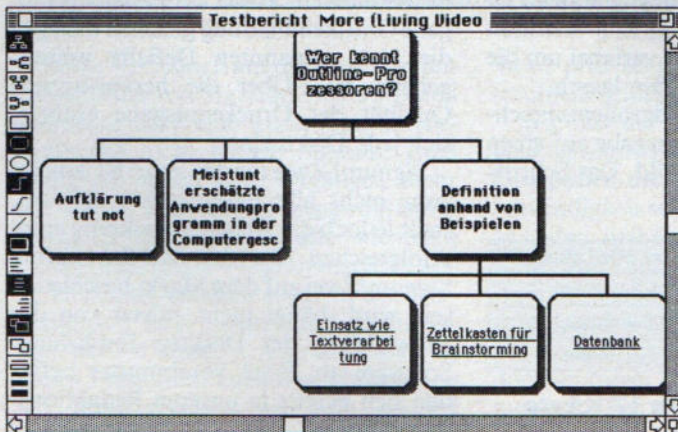 Testbericht More (Living Video
Wer kennt
Outline-Pro
zessoren?
Aufklärung
tut not
Meistunt
erschätzte
Anwendungpro
gramm in der
Computergesc
Definition
anhand von
Beispielen
Einsatz wie
Textverarbei
tung
Zettelkasten für
Brainstorming
Datenbank